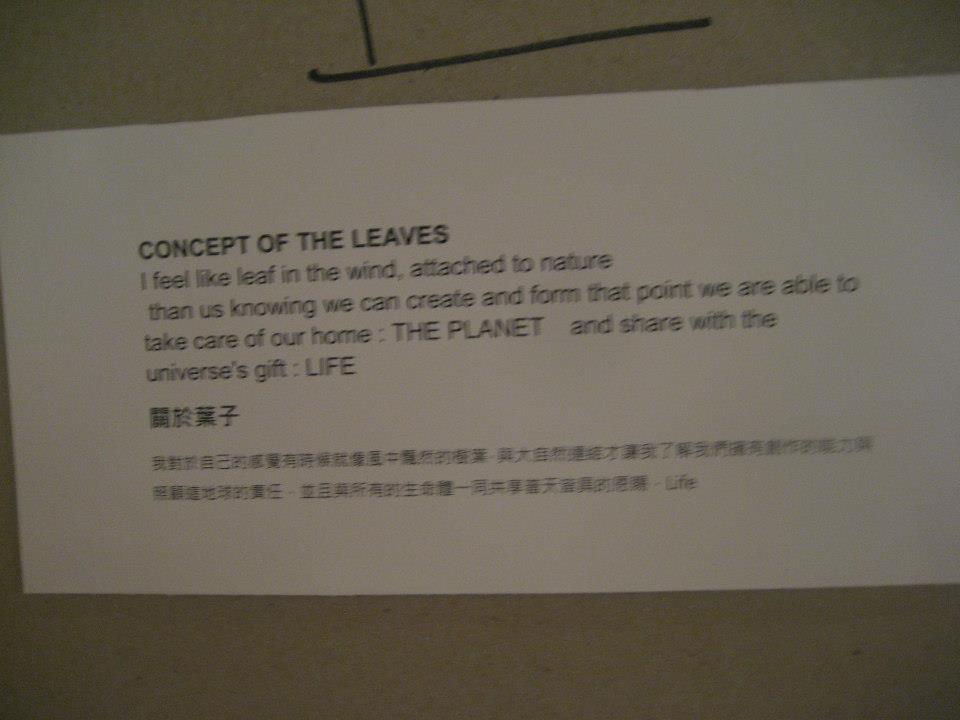 CONCEPT OF THE LEAVES
I feel like leaf in the wind, attached to nature
than us knowing we can create and form that point we are able to
take care of our home : THE PLANET and share with the
universe's gift : LIFE
關於葉子
我對於自己的感覺有時候就像風中飄然的樹葉,與大自然連結才讓我了解我們擁有創作的能力與
照顧這地球的責任,並且與所有的生命體一同共享著天賦與的恩賜,Life